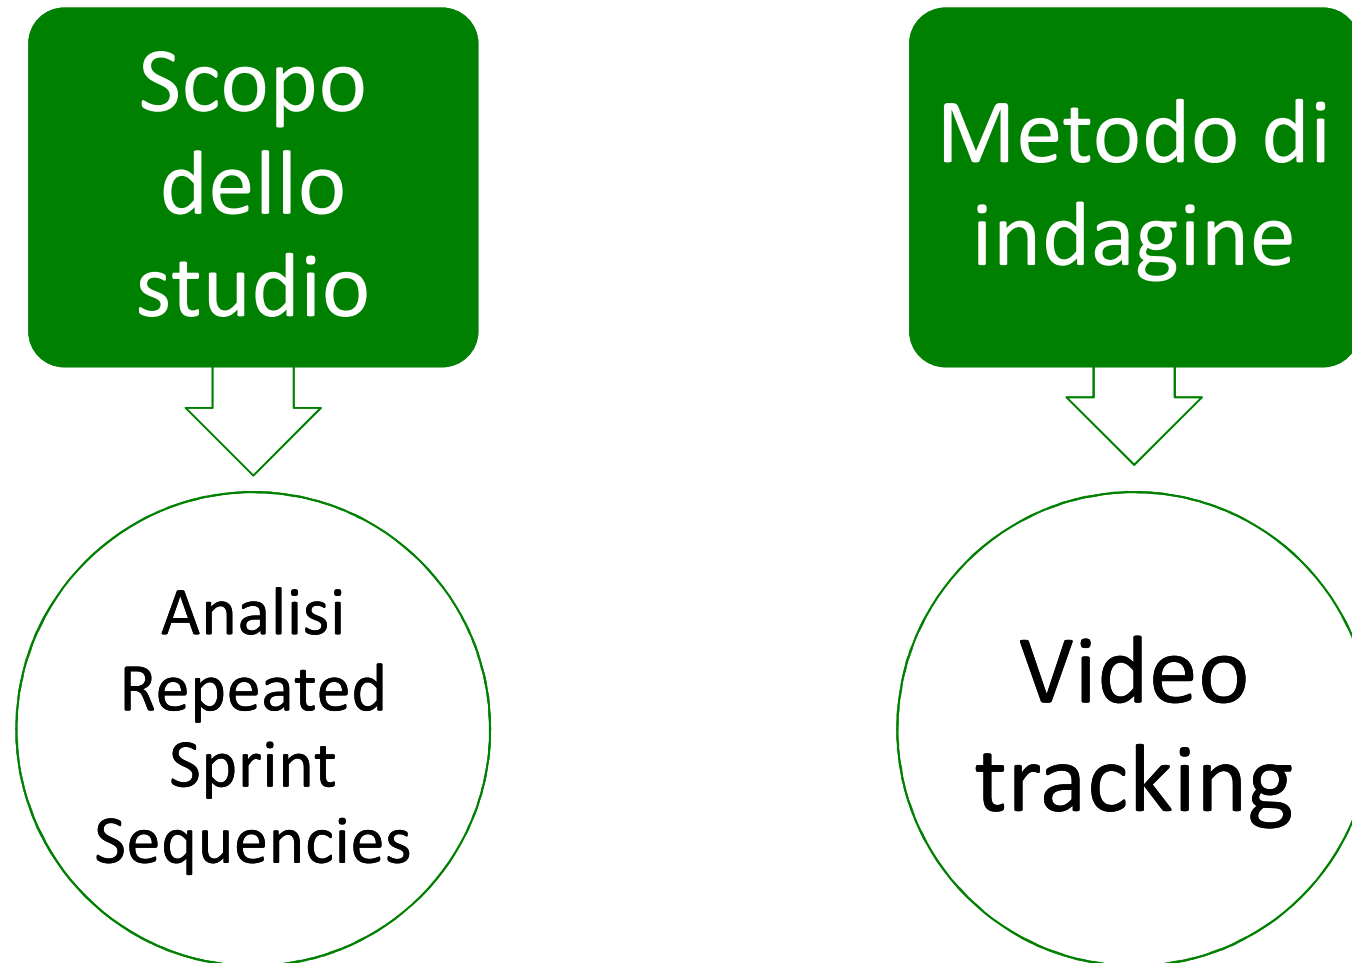 Scopo
dello
studio
Analisi
Repeated
Sprint
Sequencies
Metodo di
indagine
Video
tracking